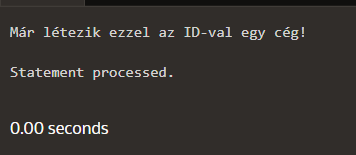 Már létezik ezzel az ID-val egy cég!
Statement processed.
0.00 seconds